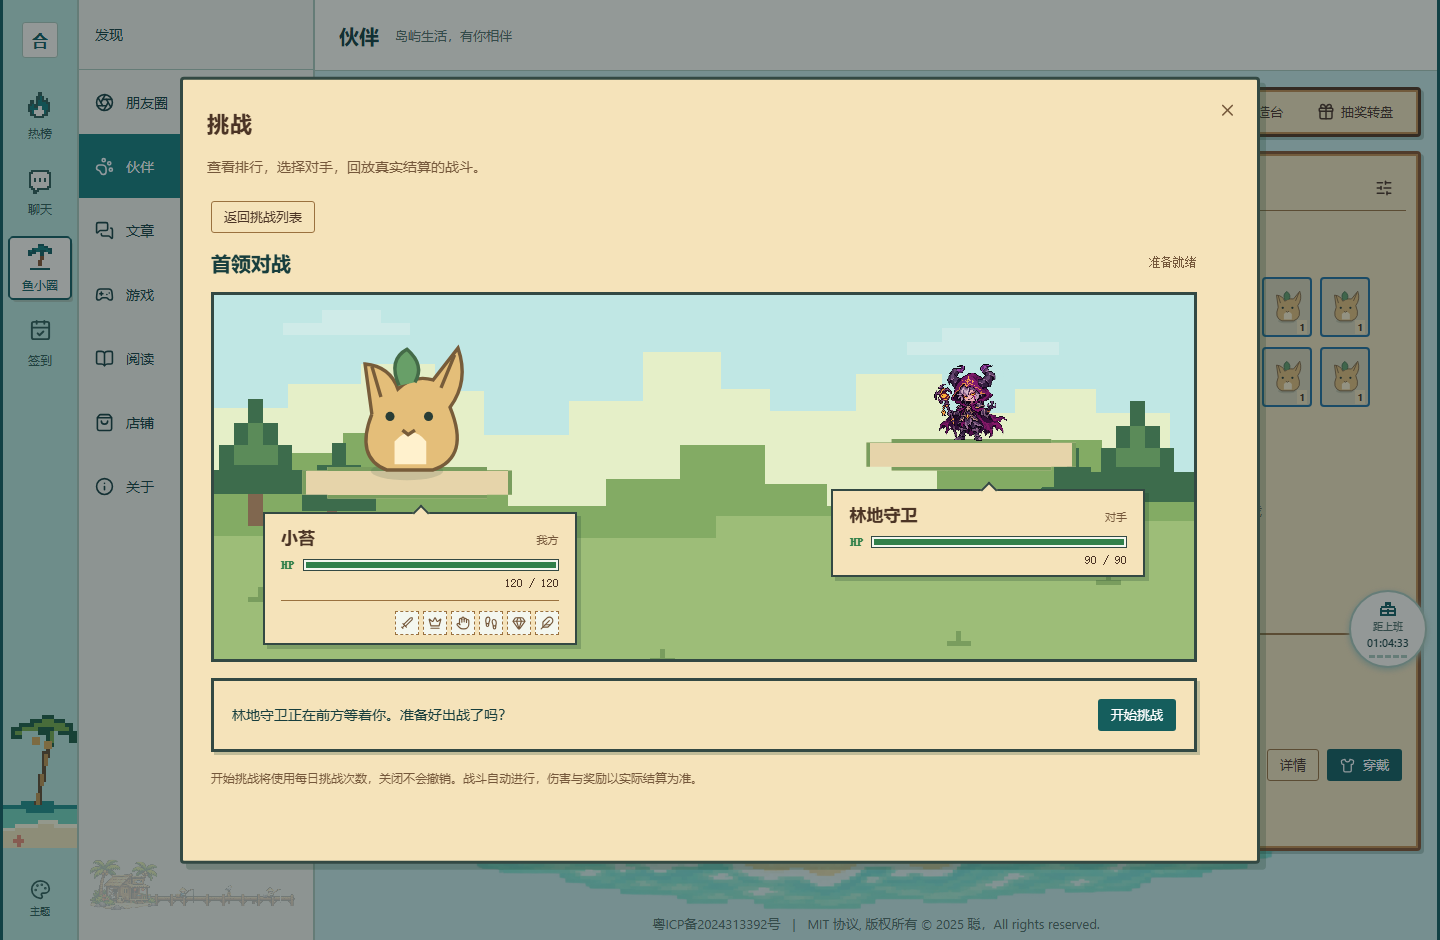 合
热榜
聊天
鱼小圈
签到
主题
发现
朋友圈
伙伴
文章
游戏
阅读
店铺
关于
伙伴
岛屿生活，有你相伴
造台
抽奖转盘
挑战
查看排行，选择对手，回放真实结算的战斗。
返回挑战列表
首领对战
准备就绪
小苔
我方
HP
120 / 120
林地守卫
对手
HP
90 / 90
林地守卫正在前方等着你。准备好出战了吗？
开始挑战
开始挑战将使用每日挑战次数，关闭不会撤销。战斗自动进行，伤害与奖励以实际结算为准。
1
1
1
1
距上班
01:04:33
详情
穿戴
粤ICP备2024313392号 | MIT 协议, 版权所有 © 2025 聪，All rights reserved.